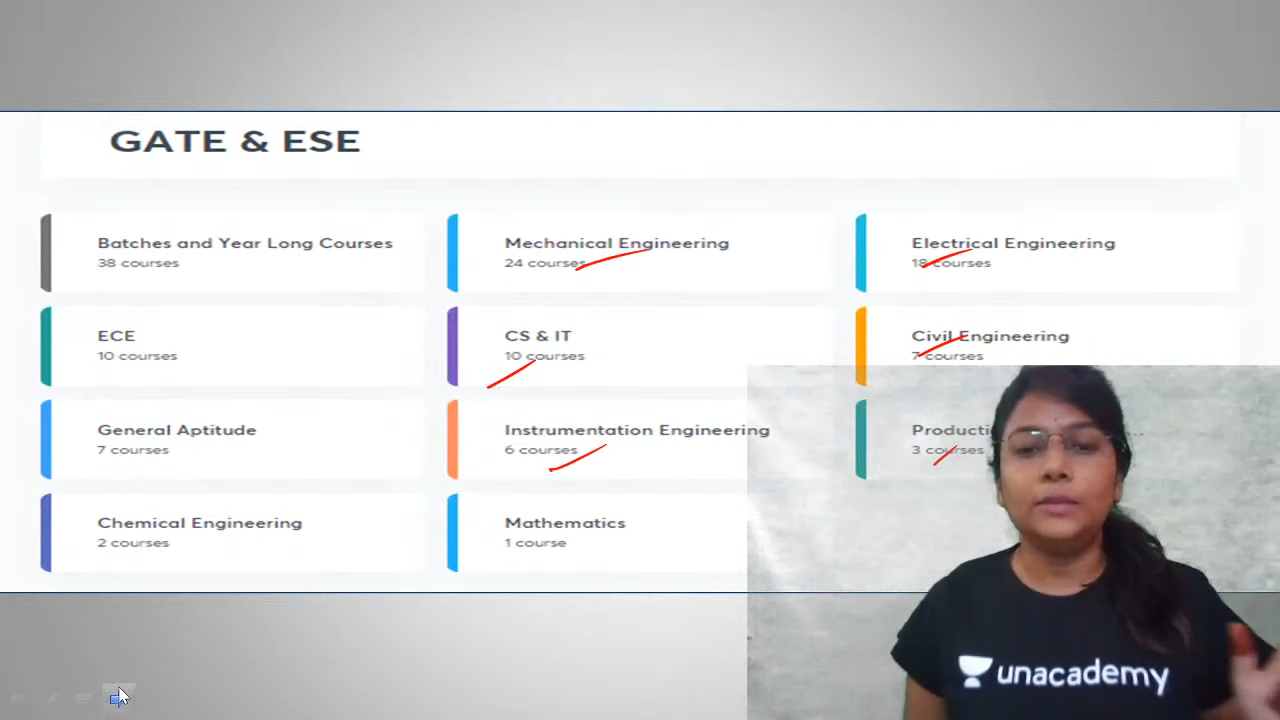 GATE & ESE
Batches and Year Long Courses
38 courses
Mechanical Engineering
24 courses
Electrical Engineering
18 courses
ECE
10 courses
CS & IT
10 courses
Civil Engineering
7 courses
General Aptitude
7 courses
Instrumentation Engineering
6 courses
3 courses
Chemical Engineering
2 courses
Mathematics
1 course
unacademy